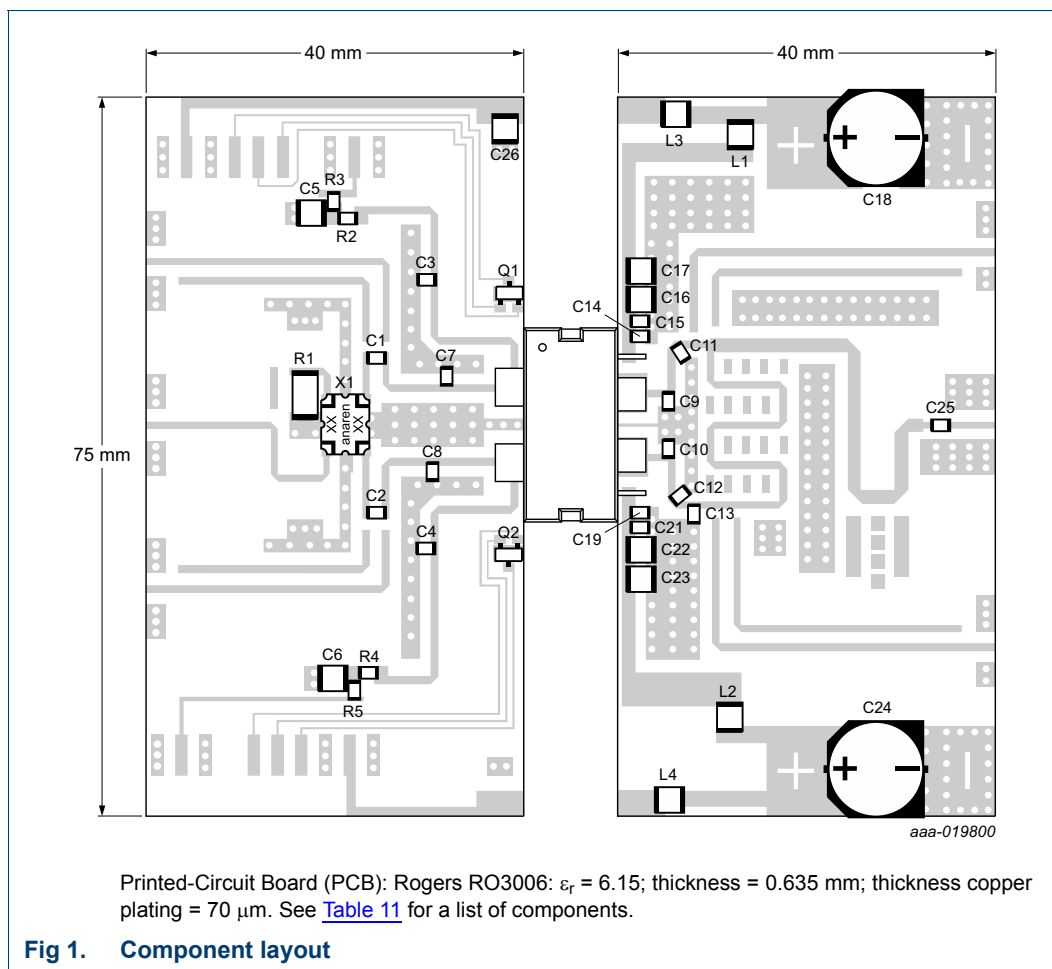 40 mm
40 mm
75 mm
C26
L3
L1
C18
R3
C5
R2
C3
Q1
C17
C16
C14
C15
C11
C1
C7
R1
X1
XX
anaren
XX
C9
C25
C10
C8
C2
C12
C13
C19
C21
C4
Q2
C22
C23
C6
R4
R5
L2
C24
L4
+ −
+ −
aaa-019800
Printed-Circuit Board (PCB): Rogers RO3006: εr = 6.15; thickness = 0.635 mm; thickness copper
plating = 70 μm. See Table 11 for a list of components.
Fig 1. Component layout